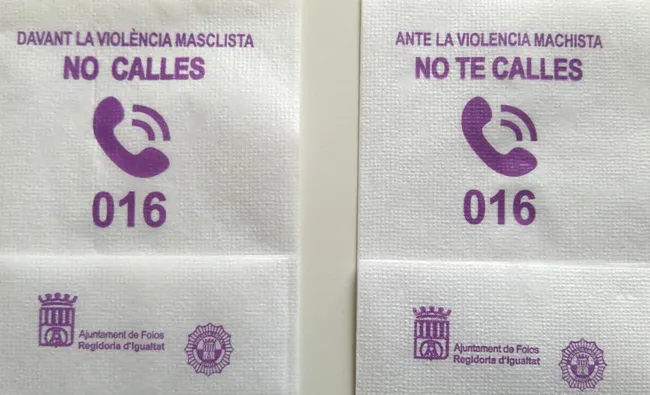 DAVANT LA VIOLÈNCIA MASCLISTA
NO CALLES
016
Ajuntament de Foios
Regidoria d'Igualtat
ANTE LA VIOLENCIA MACHISTA
NO TE CALLES
016
Ajuntament de Foios
Regidoria d'Igualtat